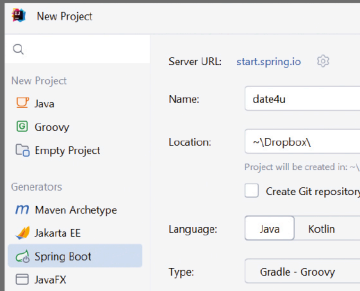 New Project
Server URL: start.spring.io
New Project
Java
Groovy
Empty Project
Generators
Maven Archetype
Jakarta EE
Spring Boot
JavaFX
Name: date4u
Location: ~\Dropbox\
Project will be created in: ~\
Create Git repository
Language: Java Kotlin
Type: Gradle - Groovy